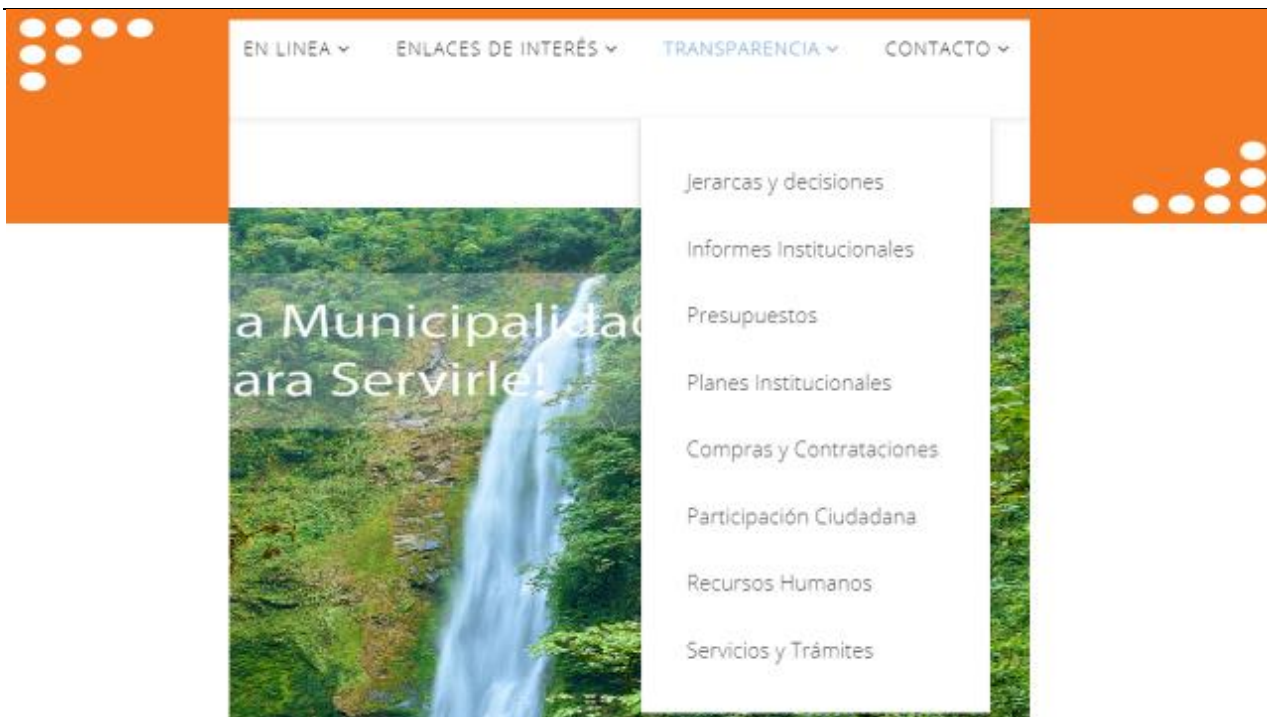 EN LINEA
ENLACES DE INTERÉS
TRANSPARENCIA
CONTACTO
Jerarcas y decisiones
Informes Institucionales
Presupuestos
Planes Institucionales
Compras y Contrataciones
Participación Ciudadana
Recursos Humanos
Servicios y Trámites
a Municipalidad
ara Servirle!